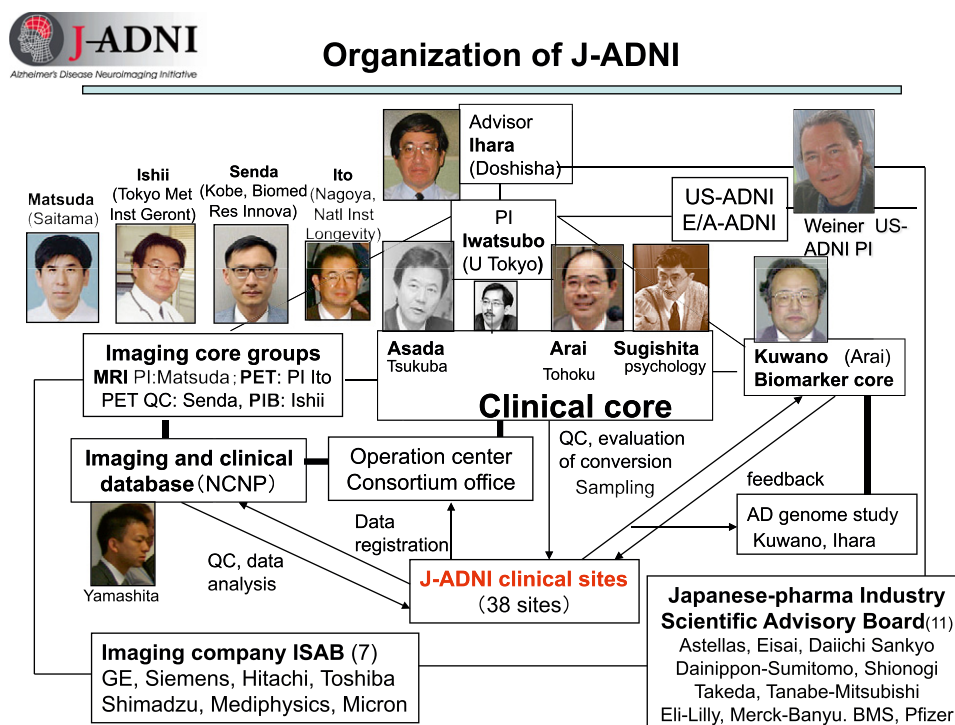 J-ADNI
Alzheimer's Disease Neuroimaging Initiative
Organization of J-ADNI
Advisor
Ihara
(Doshisha)
Matsuda
(Saitama)
Ishii
(Tokyo Met
Inst Geront)
Senda
(Kobe, Biomed
Res Innova)
Ito
(Nagoya,
Natl Inst
Longevity)
PI
Iwatsubo
(U Tokyo)
US-ADNI
E/A-ADNI
Weiner US-
ADNI PI
Imaging core groups
MRI PI:Matsuda；PET: PI Ito
PET QC: Senda, PIB: Ishii
Asada
Tsukuba
Arai
Tohoku
Sugishita
psychology
Clinical core
Kuwano (Arai)
Biomarker core
Imaging and clinical
database（NCNP）
Operation center
Consortium office
QC, evaluation
of conversion
Sampling
feedback
AD genome study
Kuwano, Ihara
Data
registration
QC, data
analysis
Yamashita
J-ADNI clinical sites
（38 sites）
Imaging company ISAB (7)
GE, Siemens, Hitachi, Toshiba
Shimadzu, Mediphysics, Micron
Japanese-pharma Industry
Scientific Advisory Board(11)
Astellas, Eisai, Daiichi Sankyo
Dainippon-Sumitomo, Shionogi
Takeda, Tanabe-Mitsubishi
Eli-Lilly, Merck-Banyu. BMS, Pfizer